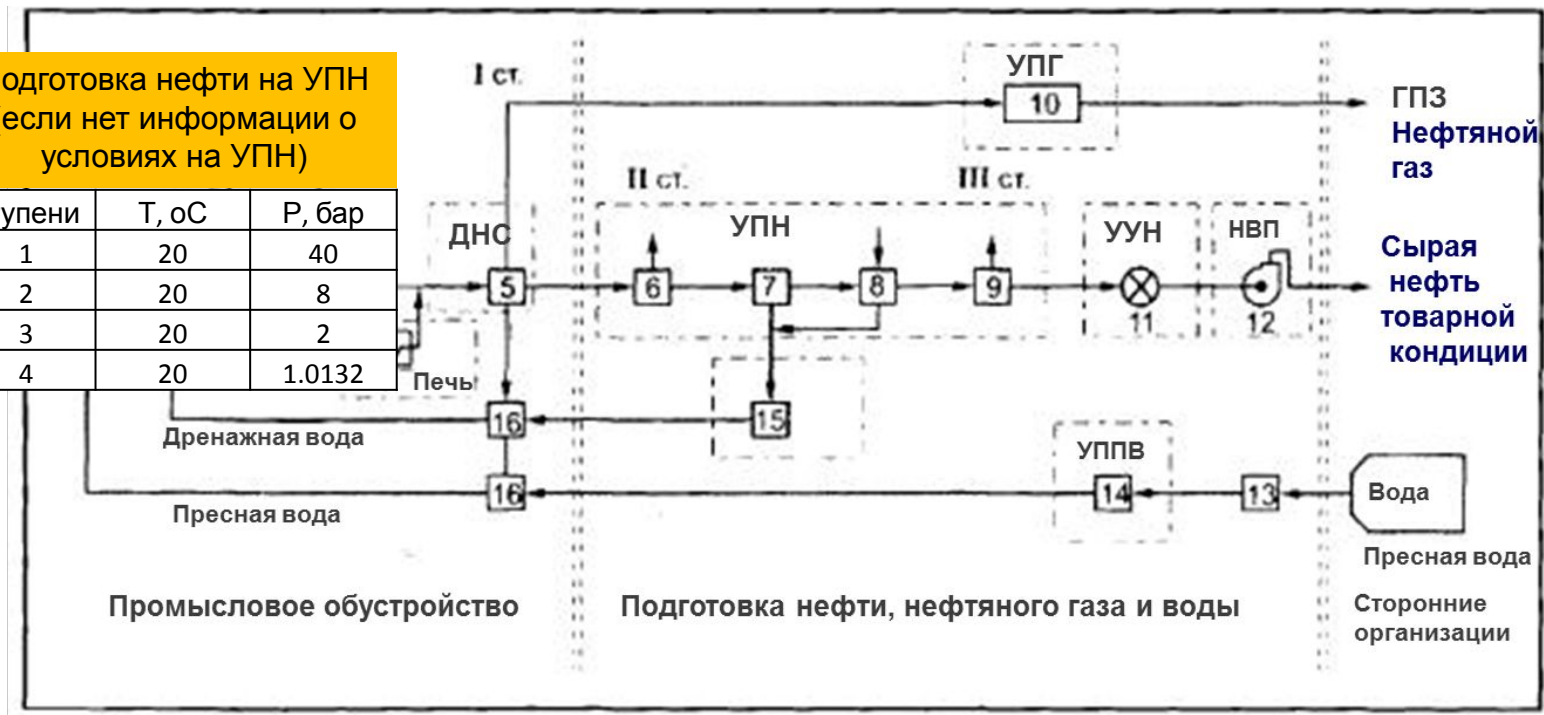 одготовка нефти на УПН
если нет информации о
условиях на УПН)
упени T, oC P, бар
1 20 40
2 20 8
3 20 2
4 20 1.0132
I ст.
УПГ
10
ГПЗ
Нефтяной
газ
II ст.
III ст.
ДНС
УПН
УУН
НВП
5
6
7
8
9
11
12
Сырая
нефть
товарной
кондиции
Печь
16
15
Дренажная вода
УППВ
16
14
13
Вода
Пресная вода
Пресная вода
Промысловое обустройство
Подготовка нефти, нефтяного газа и воды
Сторонние
организации